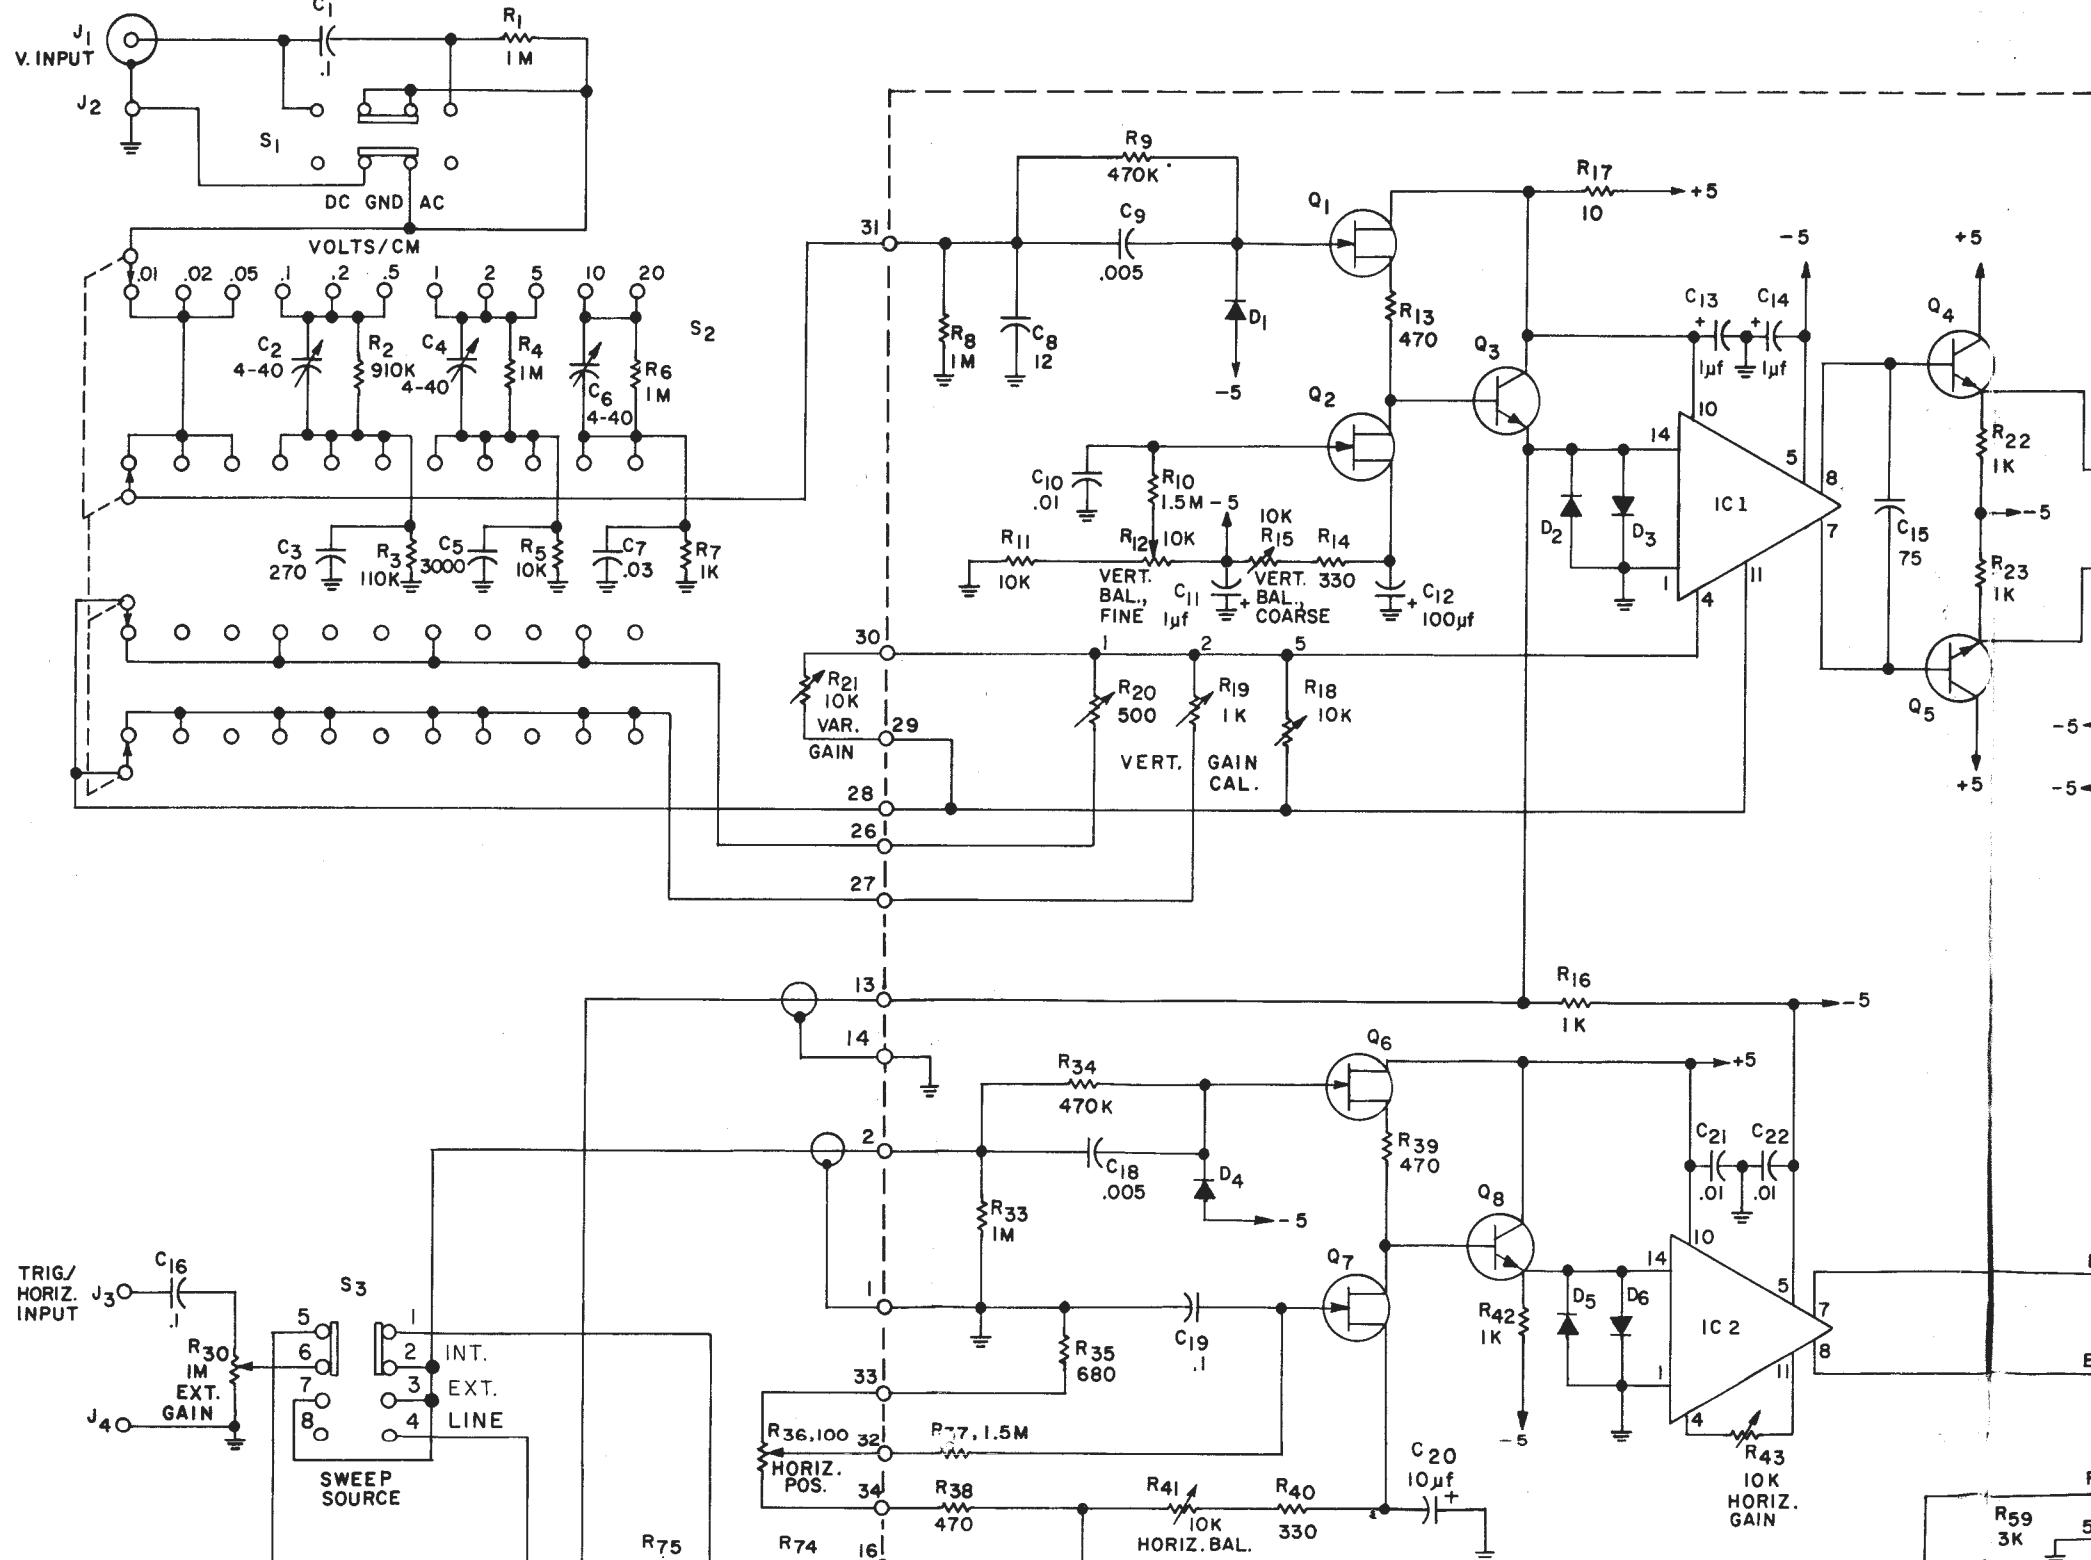 C1
J1
R1
V. INPUT
1M
.1
J2
S1
DC GND AC
VOLTS/CM
.01 .02 .05 .1 .2 .5 1 2 5 10 20
S2
C2
4-40
R2
910K
C4
4-40
R4
1M
C6
4-40
R6
1M
C3
270
R3
110K
C5
3000
R5
10K
C7
.03
R7
1K
31
R9
470K
C9
.005
R8
1M
C8
12
D1
-5
Q1
R17
10
+5
R13
470
Q2
Q3
C10
.01
R10
1.5M
-5
R11
10K
R12
10K
VERT.
BAL.,
FINE
C11
1µf
+
10K
R15
VERT.
BAL.,
COARSE
R14
330
+
C12
100µf
-5
C13
+
1µf
C14
+
1µf
10
14
5
8
IC1
7
1
4
11
D2
D3
C15
75
+5
Q4
R22
1K
-5
R23
1K
Q5
+5
-5
-5
30
R21
10K
VAR.
GAIN
29
1
R20
500
2
R19
1K
5
R18
10K
VERT. GAIN
CAL.
28
26
27
13
R16
1K
-5
14
R34
470K
Q6
+5
2
C18
.005
D4
-5
R33
1M
R39
470
Q8
C21
.01
C22
.01
10
14
5
7
IC2
8
1
4
11
D5
D6
R42
1K
-5
R43
10K
HORIZ.
GAIN
Q7
1
C19
.1
R35
680
33
R36,100
HORIZ.
POS.
32
1.5M
34
R38
470
R41
10K
HORIZ. BAL.
R40
330
C20
10µf
+
TRIG./
HORIZ.
INPUT
J3
C16
.1
S3
R30
1M
EXT.
GAIN
J4
5
6
7
8
1
2
3
4
INT.
EXT.
LINE
SWEEP
SOURCE
R75
R74
16
R59
3K